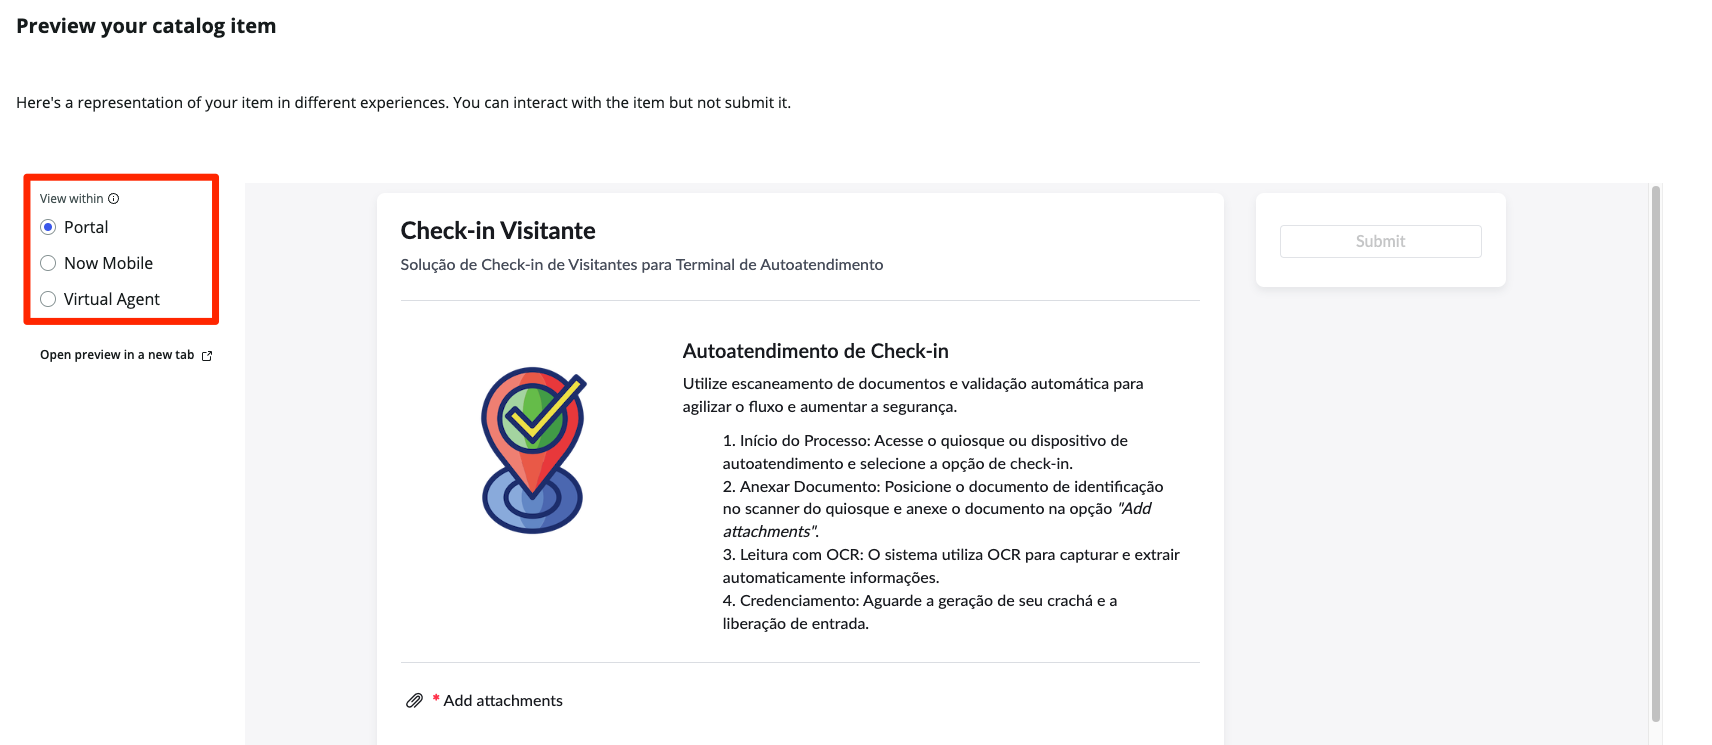 Preview your catalog item
Here's a representation of your item in different experiences. You can interact with the item but not submit it.
View within
Portal
Now Mobile
Virtual Agent
Open preview in a new tab
Check-in Visitante
Solução de Check-in de Visitantes para Terminal de Autoatendimento
Submit
Autoatendimento de Check-in
Utilize escaneamento de documentos e validação automática para
agilizar o fluxo e aumentar a segurança.
1. Início do Processo: Acesse o quiosque ou dispositivo de
autoatendimento e selecione a opção de check-in.
2. Anexar Documento: Posicione o documento de identificação
no scanner do quiosque e anexe o documento na opção "Add
attachments".
3. Leitura com OCR: O sistema utiliza OCR para capturar e extrair
automaticamente informações.
4. Credenciamento: Aguarde a geração de seu crachá e a
liberação de entrada.
* Add attachments